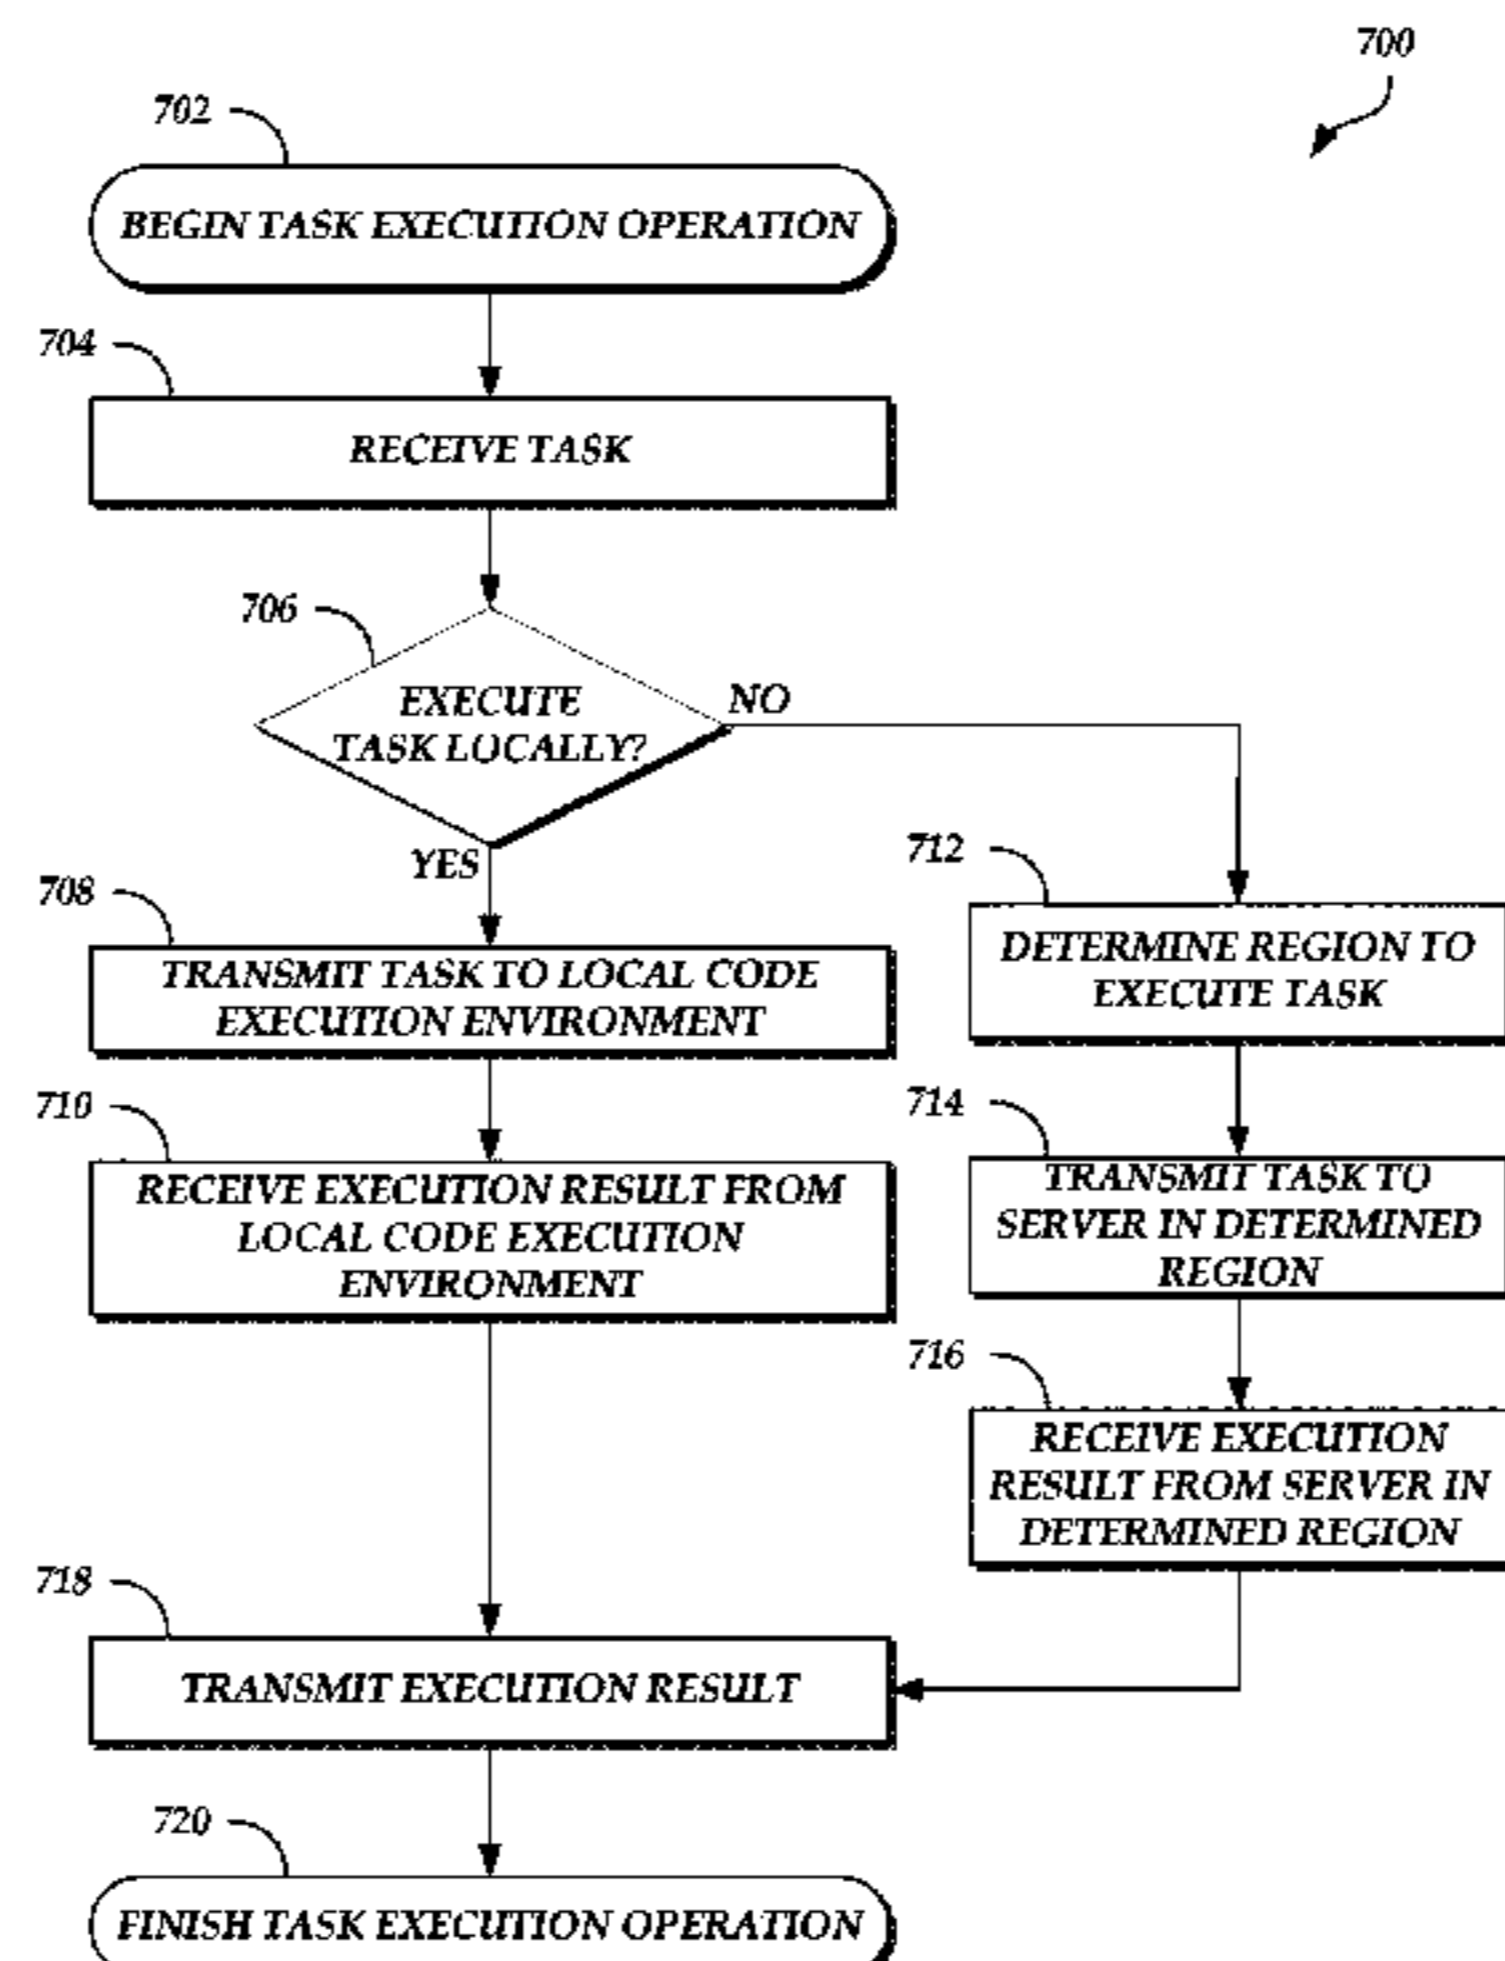 700
702
BEGIN TASK EXECUTION OPERATION
704
RECEIVE TASK
706
EXECUTE
TASK LOCALLY?
NO
YES
708
TRANSMIT TASK TO LOCAL CODE
EXECUTION ENVIRONMENT
710
RECEIVE EXECUTION RESULT FROM
LOCAL CODE EXECUTION
ENVIRONMENT
712
DETERMINE REGION TO
EXECUTE TASK
714
TRANSMIT TASK TO
SERVER IN DETERMINED
REGION
716
RECEIVE EXECUTION
RESULT FROM SERVER IN
DETERMINED REGION
718
TRANSMIT EXECUTION RESULT
720
FINISH TASK EXECUTION OPERATION